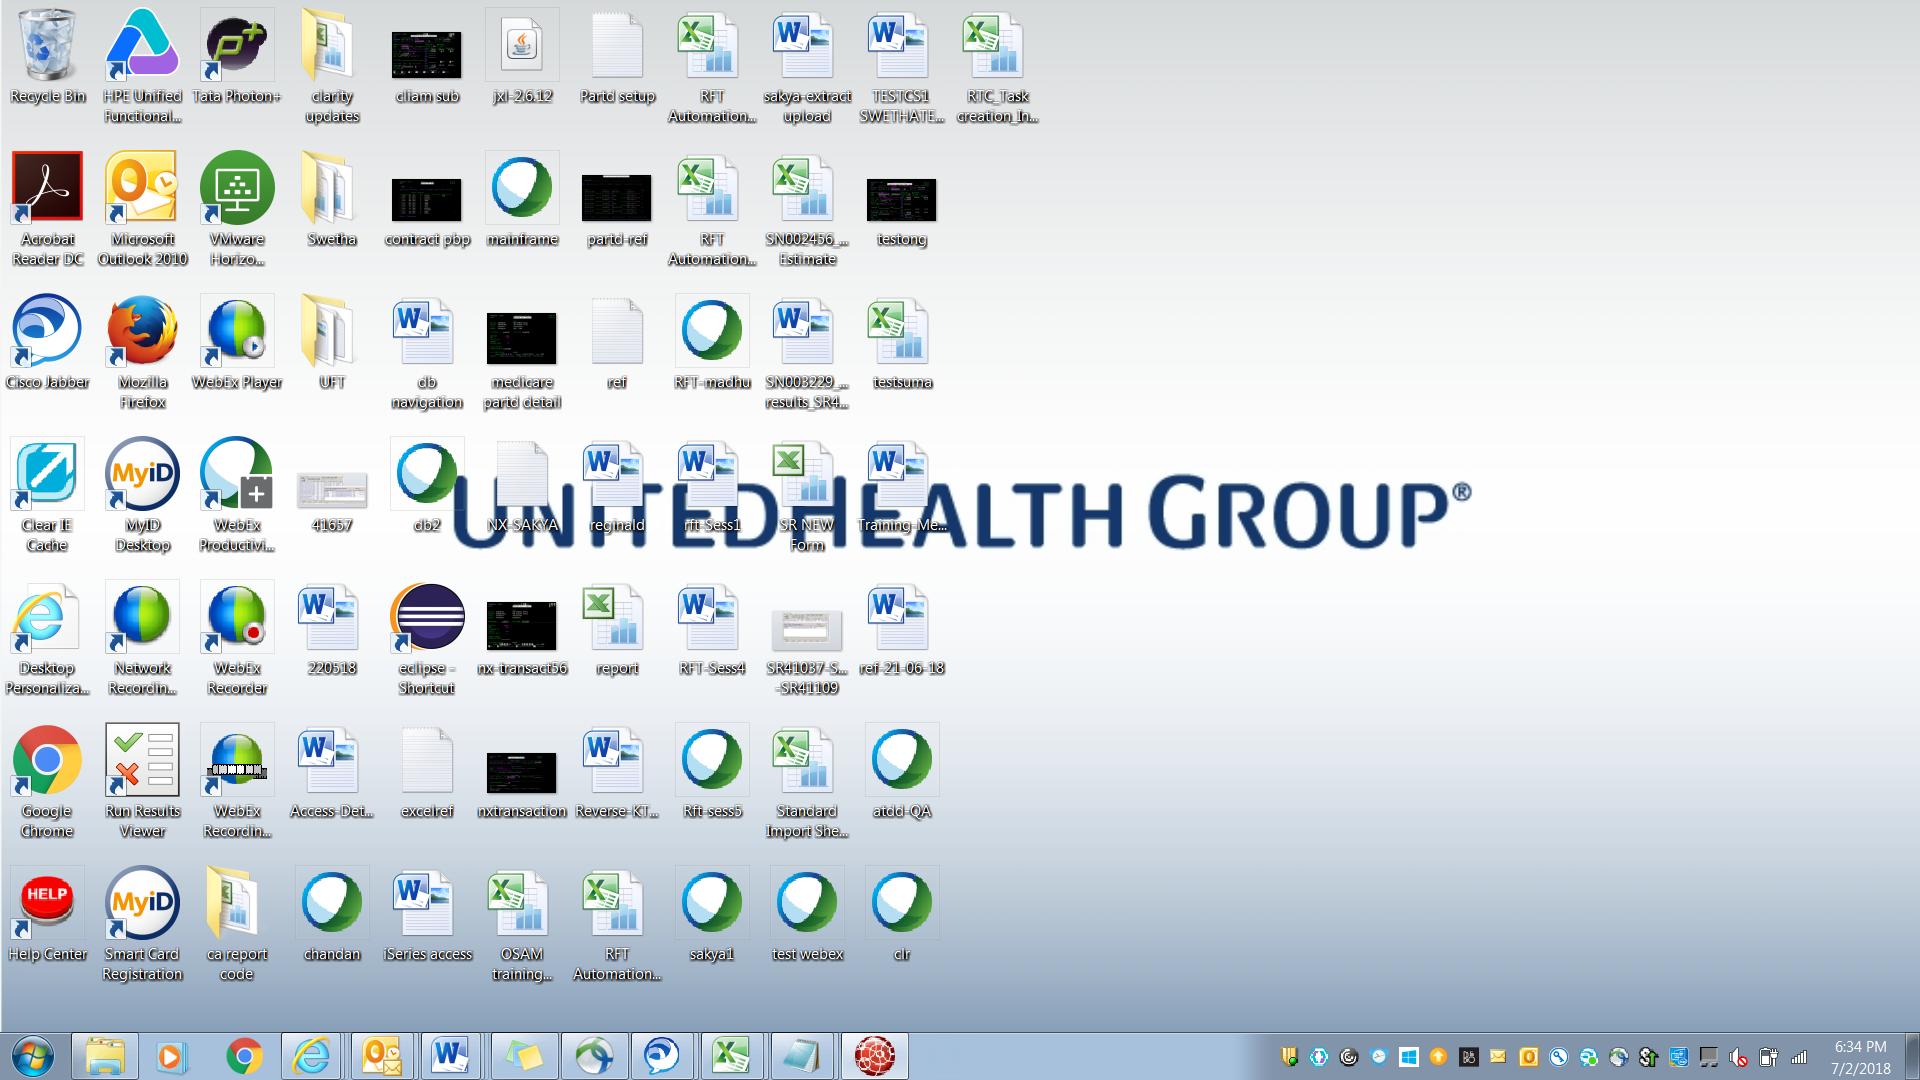 Recycle Bin
HPE Unified
Functional...
Tata Photon+
clarity
updates
cliam sub
jxl-2.6.12
Partd setup
RFT
Automation...
sakya-extract
upload
TESTCS1
SWETHATE...
RTC_Task
creation_In...
Acrobat
Reader DC
Microsoft
Outlook 2010
VMware
Horizo...
Swetha
contract pbp
mainframe
partd-ref
RFT
Automation...
SN002456_...
Estimate
testong
Cisco Jabber
Mozilla
Firefox
WebEx Player
UFT
db
navigation
medicare
partd detail
ref
RFT-madhu
SN003229_...
results_SR4...
testsuma
Clear IE
Cache
MyiD
MyID
Desktop
WebEx
Productivi...
41657
db2
NX-SAKYA
reginald
rft-Sess1
SR NEW
Form
Training-Me...
UNITEDHEALTH GROUP®
Desktop
Personaliza...
Network
Recordin...
WebEx
Recorder
220518
eclipse -
Shortcut
nx-transact56
report
RFT-Sess4
SR41037-S...
-SR41109
ref-21-06-18
Google
Chrome
Run Results
Viewer
WebEx
Recordin...
Access-Det...
excelref
nxtransaction
Reverse-KT...
Rft-sess5
Standard
Import She...
atdd-QA
HELP
Help Center
MyiD
Smart Card
Registration
ca report
code
chandan
iSeries access
OSAM
training...
RFT
Automation...
sakya1
test webex
clr
6:34 PM
7/2/2018